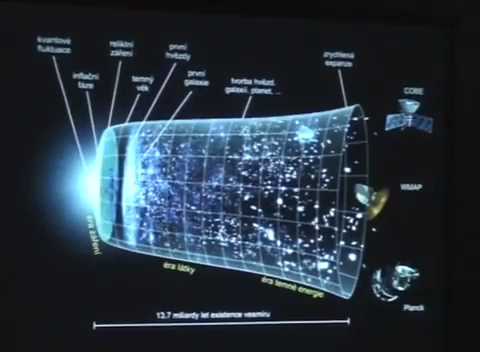 kvantové
fluktuace
inflační
fáze
reliktní
záření
temný
věk
první
hvězdy
první
galaxie
tvorba hvězd,
galaxií, planet, ...
zrychlená
expanze
COBE
WMAP
Planck
éra záření
éra látky
éra temné energie
13,7 miliardy let existence vesmíru